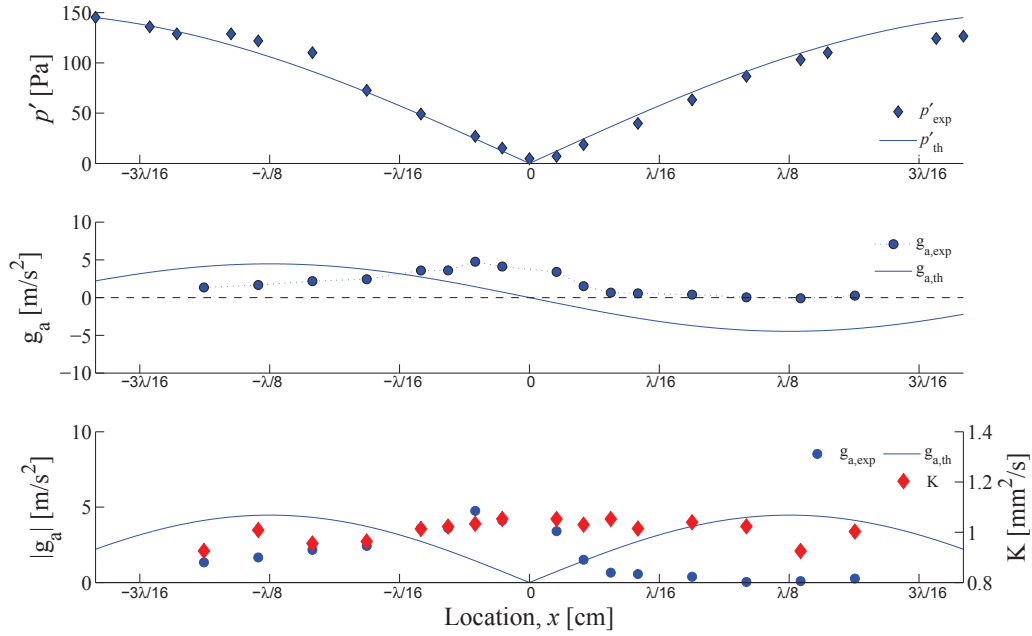 150
100
50
0
p′ [Pa]
p′exp
p′th
−3λ/16 −λ/8 −λ/16 0 λ/16 λ/8 3λ/16
10
5
0
−5
−10
ga [m/s2]
ga,exp
ga,th
−3λ/16 −λ/8 −λ/16 0 λ/16 λ/8 3λ/16
10
5
0
|ga| [m/s2]
ga,exp ga,th
K
1.4
1.2
1
0.8
K [mm2/s]
−3λ/16 −λ/8 −λ/16 0 λ/16 λ/8 3λ/16
Location, x [cm]